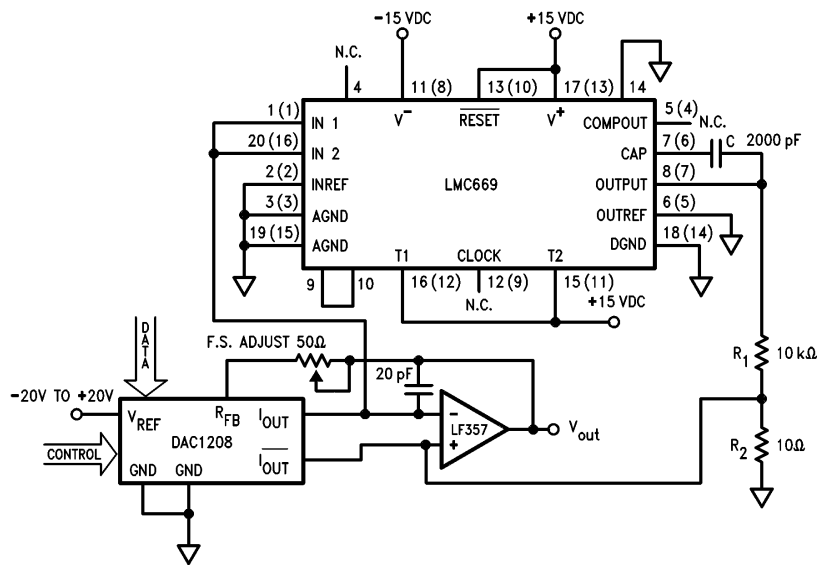 -15 VDC
+15 VDC
N.C.
4
11 (8)
13 (10)
17 (13)
14
1 (1)
IN 1
V-
RESET
V+
COMPOUT
5 (4)
N.C.
20 (16)
IN 2
CAP
7 (6)
C
2000 pF
2 (2)
INREF
LMC669
OUTPUT
8 (7)
3 (3)
AGND
OUTREF
6 (5)
19 (15)
AGND
DGND
18 (14)
T1
CLOCK
T2
9
10
16 (12)
12 (9)
15 (11)
N.C.
+15 VDC
DATA
F.S. ADJUST 50Ω
R1
10 kΩ
20 pF
-20V TO +20V
VREF
RFB
IOUT
-
LF357
+
Vout
DAC1208
CONTROL
IOUT
GND
GND
R2
10Ω